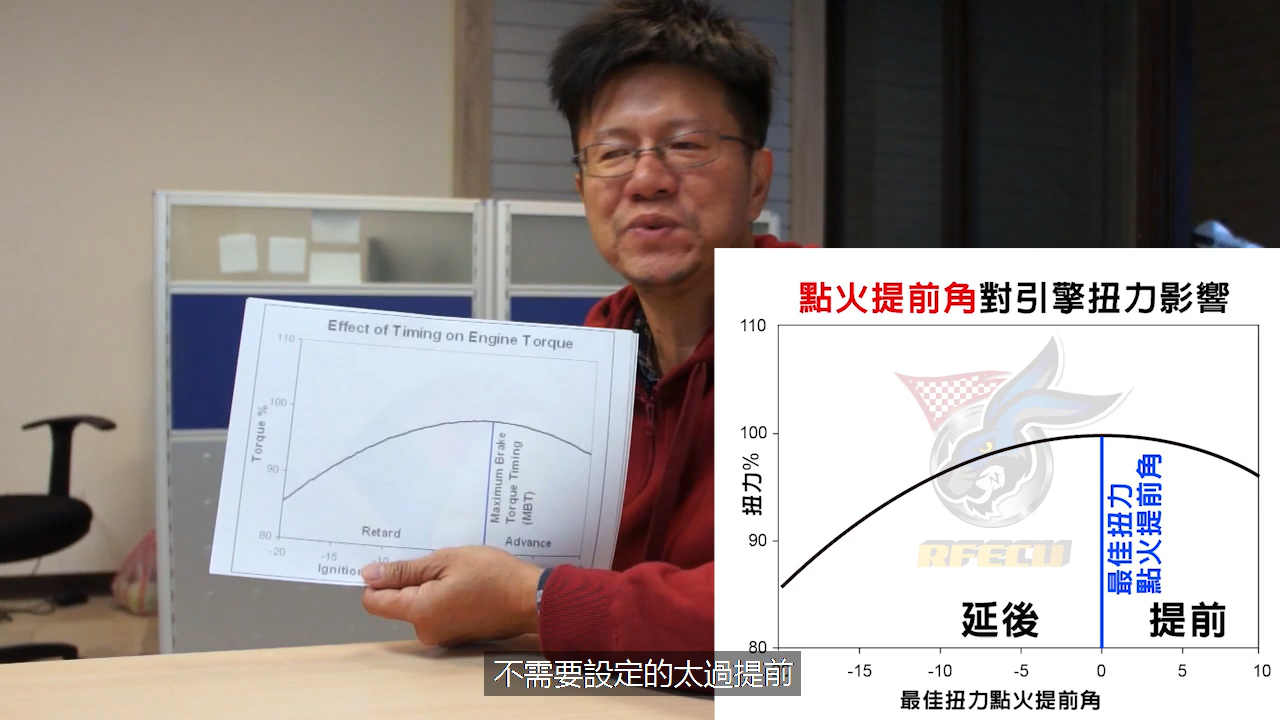 Effect of Timing on Engine Torque
110
100
90
80
Torque %
Maximum Brake
Torque Timing
(MBT)
Retard
Advance
-20
-15
-10
點火提前角對引擎扭力影響
110
100
90
80
扭力%
RFECU
最佳扭力
點火提前角
延後
提前
-15
-10
-5
0
5
10
最佳扭力點火提前角
不需要設定的太過提前